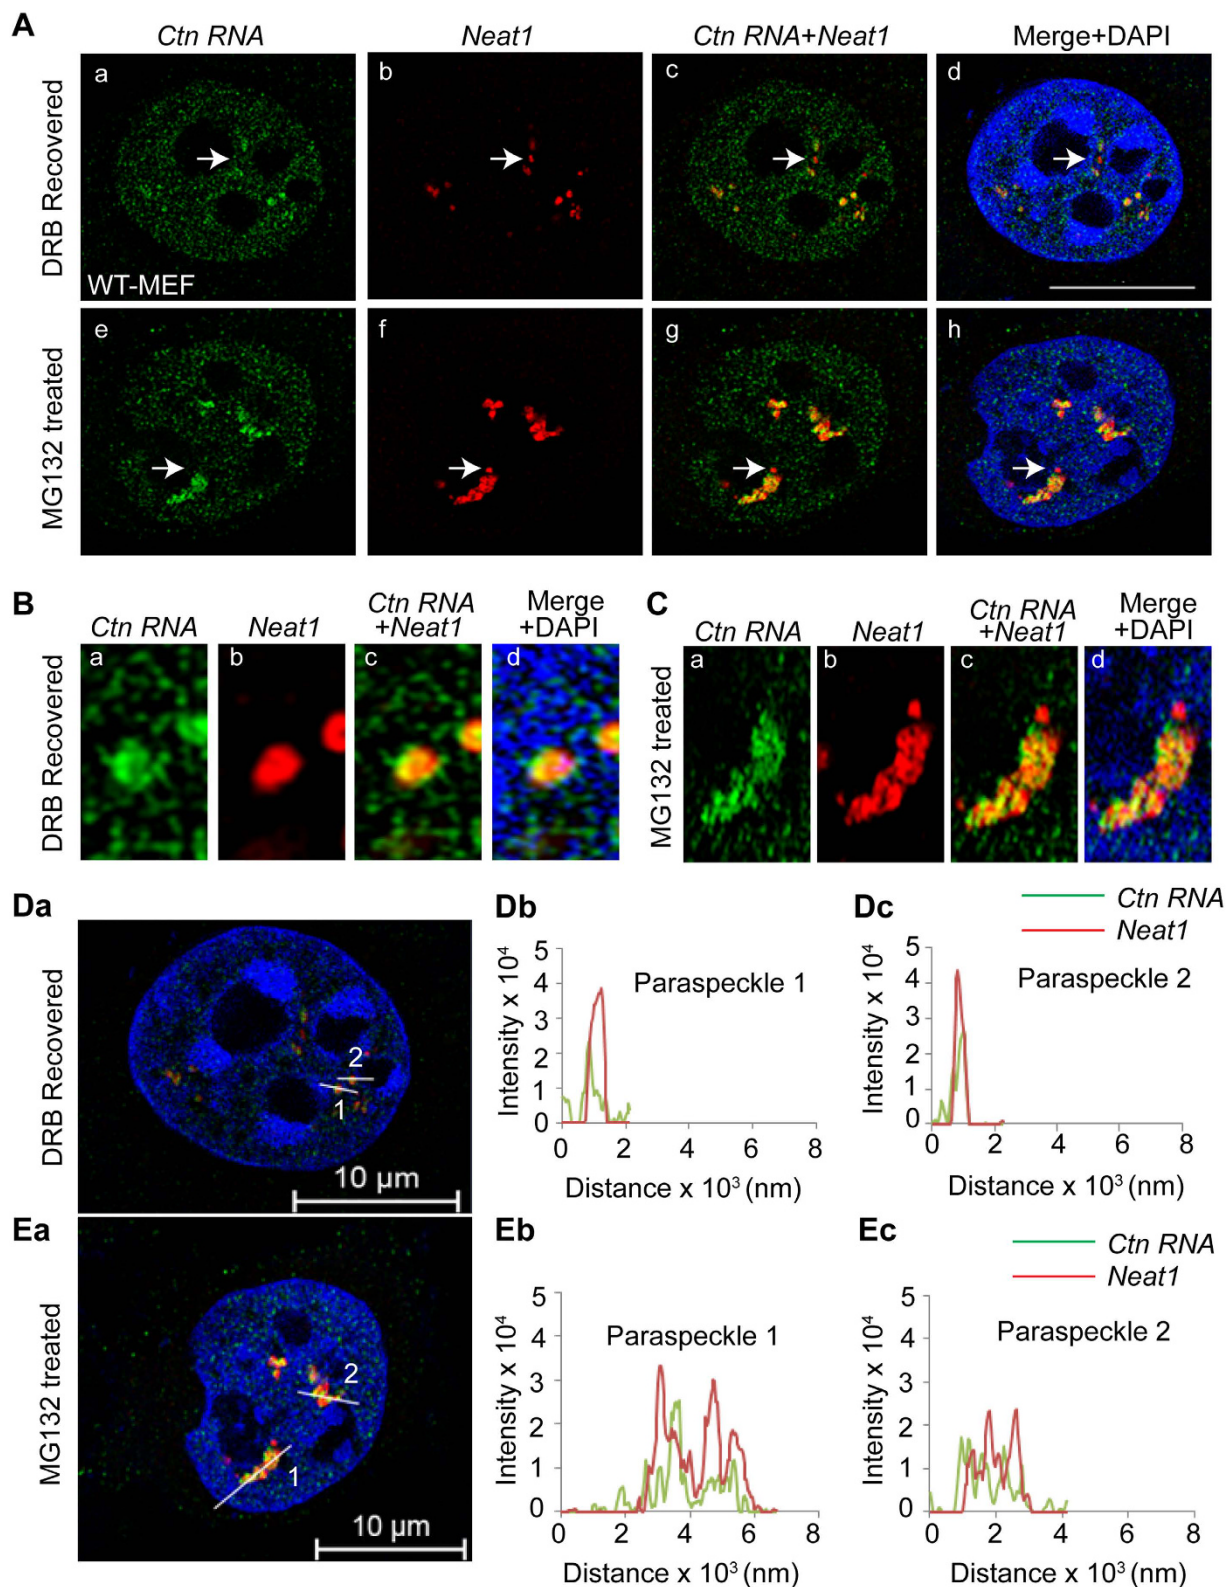 A
Ctn RNA Neat1 Ctn RNA+Neat1 Merge+DAPI
DRB Recovered
a b c d
WT-MEF
MG132 treated
e f g h
B
Ctn RNA Neat1 Ctn RNA +Neat1 Merge +DAPI
DRB Recovered
a b c d
C
Ctn RNA Neat1 Ctn RNA +Neat1 Merge +DAPI
MG132 treated
a b c d
Da
DRB Recovered
2
1
10 µm
Db
Paraspeckle 1
Intensity x 10⁴
5
4
3
2
1
0
0 2 4 6 8
Distance x 10³ (nm)
Dc
Ctn RNA
Neat1
Paraspeckle 2
Intensity x 10⁴
5
4
3
2
1
0
0 2 4 6 8
Distance x 10³ (nm)
Ea
MG132 treated
2
1
10 µm
Eb
Paraspeckle 1
Intensity x 10⁴
5
4
3
2
1
0
0 2 4 6 8
Distance x 10³ (nm)
Ec
Ctn RNA
Neat1
Paraspeckle 2
Intensity x 10⁴
5
4
3
2
1
0
0 2 4 6 8
Distance x 10³ (nm)